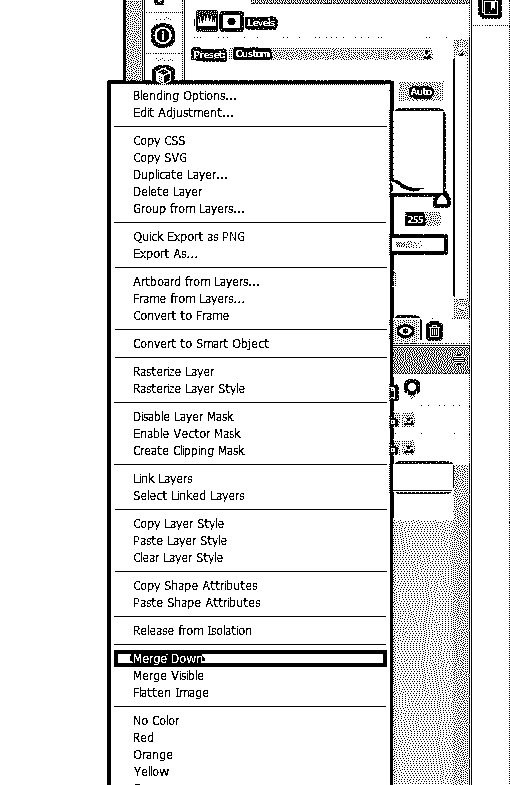 Levels
Preset: Custom
Auto
255
Blending Options...
Edit Adjustment...
Copy CSS
Copy SVG
Duplicate Layer...
Delete Layer
Group from Layers...
Quick Export as PNG
Export As...
Artboard from Layers...
Frame from Layers...
Convert to Frame
Convert to Smart Object
Rasterize Layer
Rasterize Layer Style
Disable Layer Mask
Enable Vector Mask
Create Clipping Mask
Link Layers
Select Linked Layers
Copy Layer Style
Paste Layer Style
Clear Layer Style
Copy Shape Attributes
Paste Shape Attributes
Release from Isolation
Merge Down
Merge Visible
Flatten Image
No Color
Red
Orange
Yellow